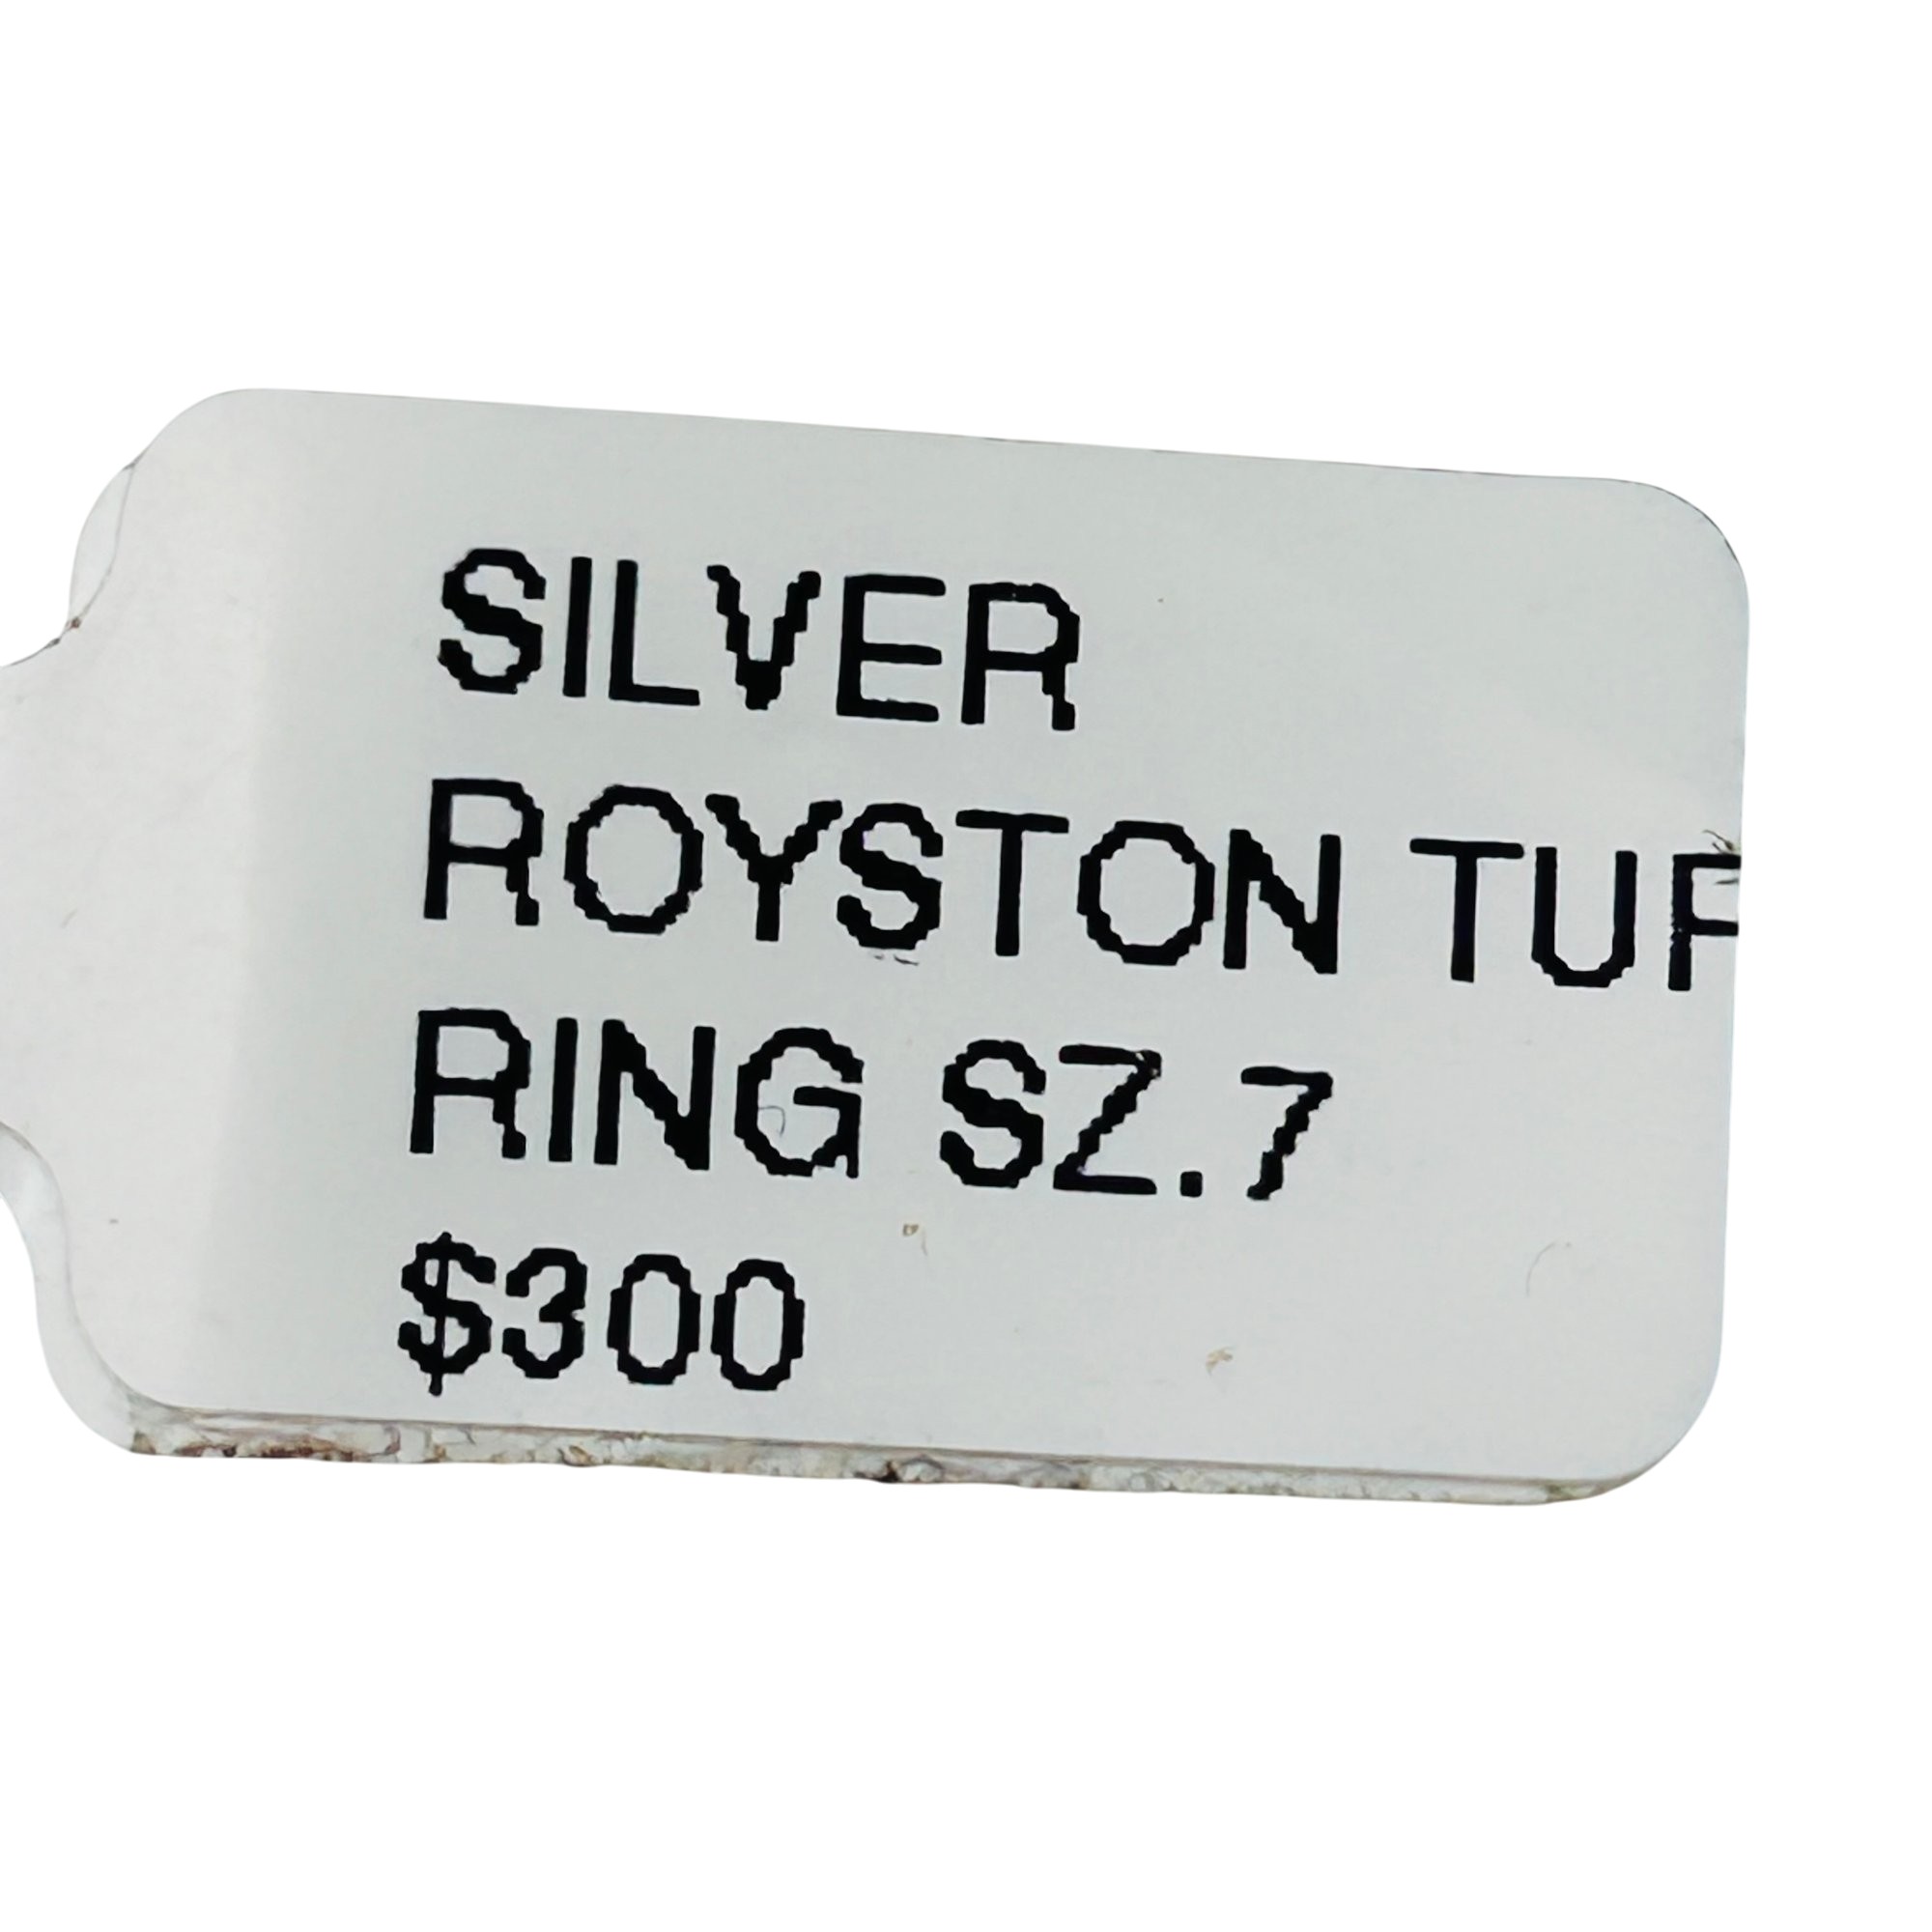 SILVER
ROYSTON
RING SZ.7
$300